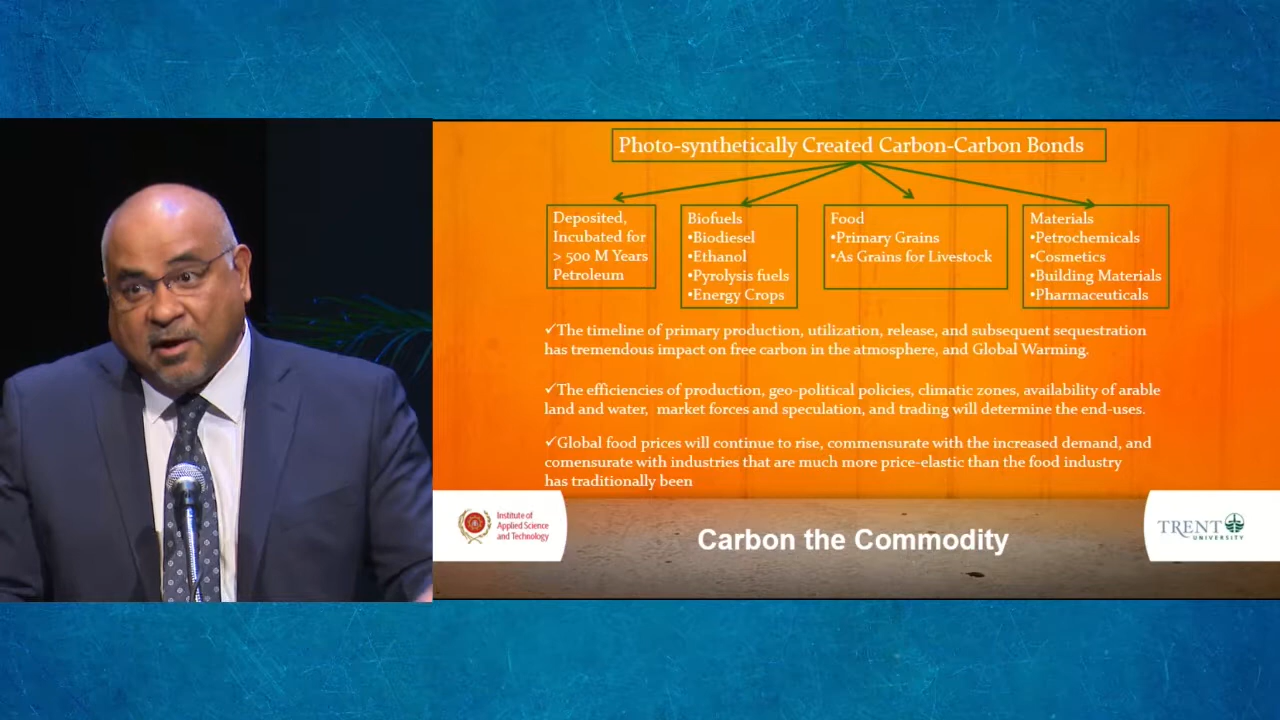 Photo-synthetically Created Carbon-Carbon Bonds
Deposited,
Incubated for
> 500 M Years
Petroleum
Biofuels
•Biodiesel
•Ethanol
•Pyrolysis fuels
•Energy Crops
Food
•Primary Grains
•As Grains for Livestock
Materials
•Petrochemicals
•Cosmetics
•Building Materials
•Pharmaceuticals
✓The timeline of primary production, utilization, release, and subsequent sequestration
has tremendous impact on free carbon in the atmosphere, and Global Warming.
✓The efficiencies of production, geo-political policies, climatic zones, availability of arable
land and water, market forces and speculation, and trading will determine the end-uses.
✓Global food prices will continue to rise, commensurate with the increased demand, and
comensurate with industries that are much more price-elastic than the food industry
has traditionally been
Institute of
Applied Science
and Technology
Carbon the Commodity
TRENT
UNIVERSITY